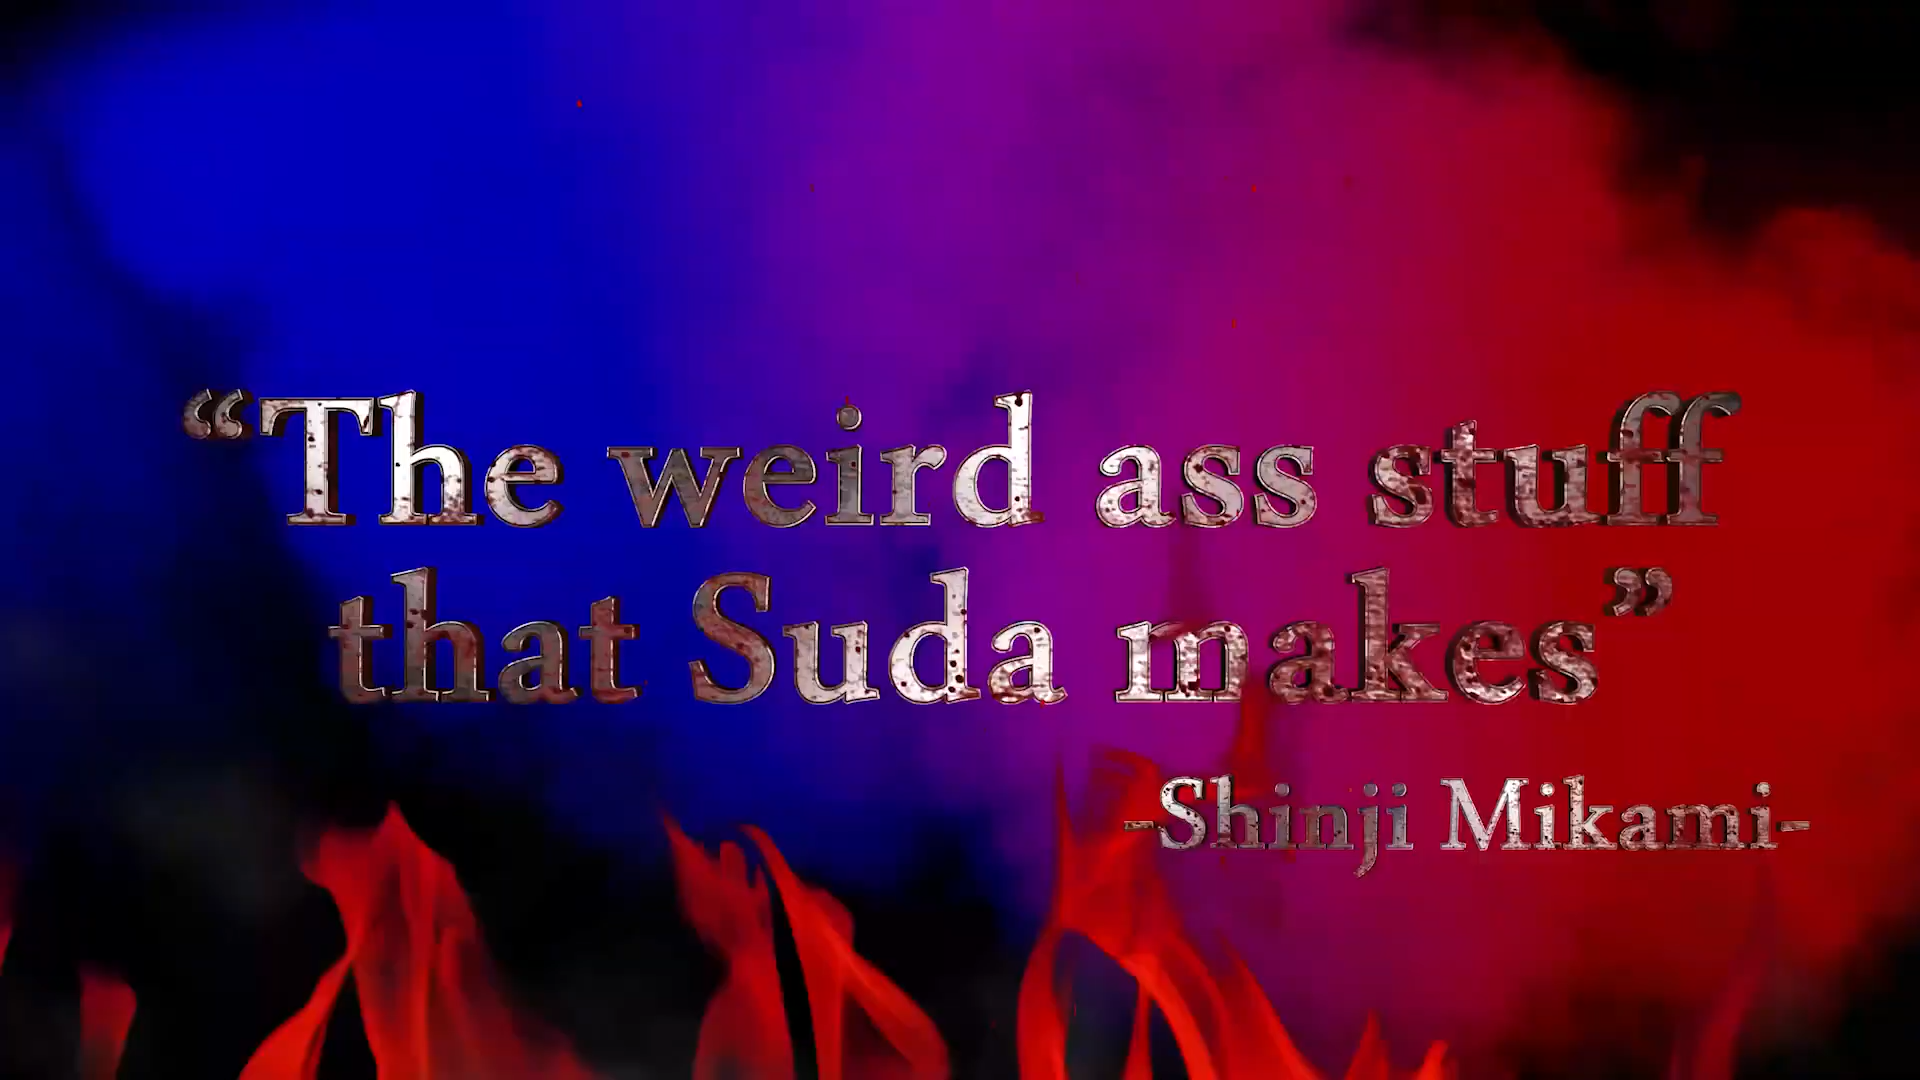 “The weird ass stuff
that Suda makes”
-Shinji Mikami-